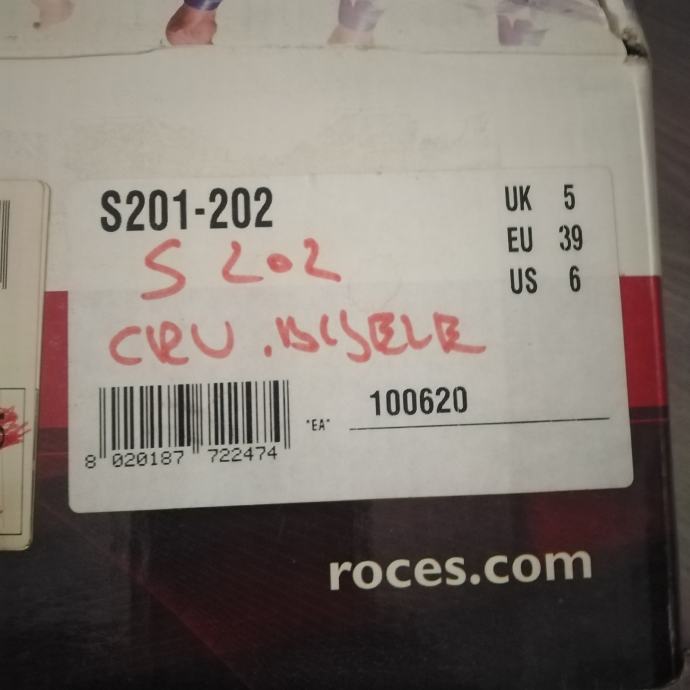 S201-202
UK 5
EU 39
US 6
S 202
CRU. BIJELE
100620
"EA"
8 020187 722474
roces.com